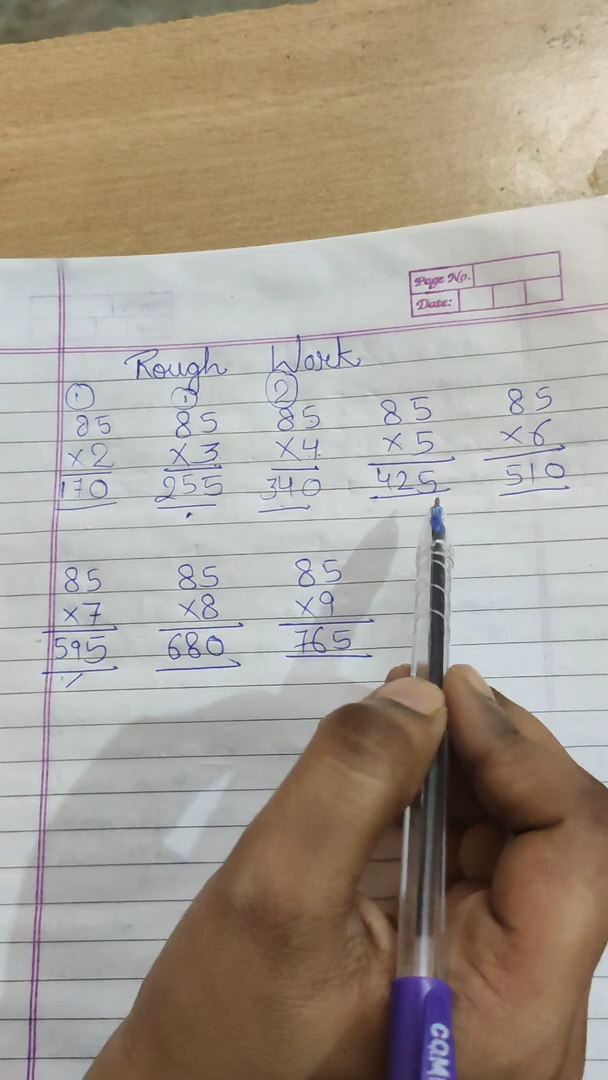 Page No.
Date:
Rough Work
① ① ②
85 85 85 85 85
×2 ×3 ×4 ×5 ×6
170 255 340 425 510
85 85 85
×7 ×8 ×9
595 680 765
CQM